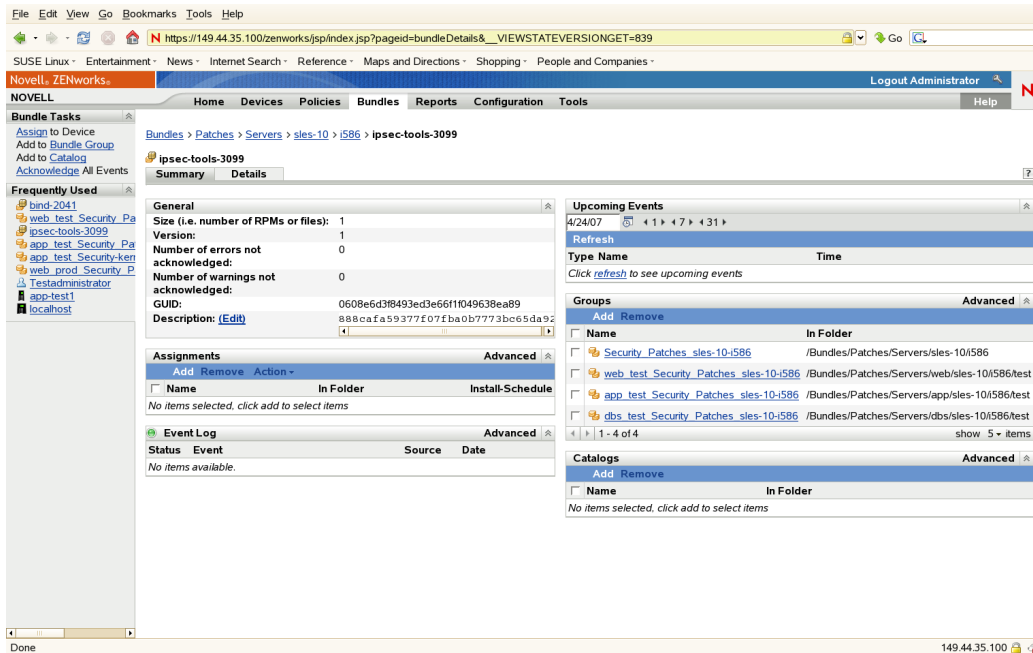 File Edit View Go Bookmarks Tools Help
https://149.44.35.100/zenworks/jsp/index.jsp?pageid=bundleDetails&__VIEWSTATEVERSIONGET=839
Go
SUSE Linux Entertainment News Internet Search Reference Maps and Directions Shopping People and Companies
Novell® ZENworks® Logout Administrator
NOVELL Home Devices Policies Bundles Reports Configuration Tools Help N
Bundle Tasks
Assign to Device
Add to Bundle Group
Add to Catalog
Acknowledge All Events
Frequently Used
bind-2041
web_test_Security_Pa
ipsec-tools-3099
app_test_Security_Pa
app_test_Security-kern
web_prod_Security_P
Testadministrator
app-test1
localhost
Bundles > Patches > Servers > sles-10 > i586 > ipsec-tools-3099
ipsec-tools-3099
Summary Details
General
Size (i.e. number of RPMs or files): 1
Version: 1
Number of errors not acknowledged: 0
Number of warnings not acknowledged: 0
GUID: 0608e6d3f8493ed3e66f1f049638ea89
Description: (Edit) 888cafa59377f07fba0b7773bc65da92
Assignments Advanced
Add Remove Action
Name In Folder Install-Schedule
No items selected, click add to select items
Event Log Advanced
Status Event Source Date
No items available.
Upcoming Events
4/24/07 1 7 31
Refresh
Type Name Time
Click refresh to see upcoming events
Groups Advanced
Add Remove
Name In Folder
Security_Patches_sles-10-i586 /Bundles/Patches/Servers/sles-10/i586
web_test_Security_Patches_sles-10-i586 /Bundles/Patches/Servers/web/sles-10/i586/test
app_test_Security_Patches_sles-10-i586 /Bundles/Patches/Servers/app/sles-10/i586/test
dbs_test_Security_Patches_sles-10-i586 /Bundles/Patches/Servers/dbs/sles-10/i586/test
1 - 4 of 4 show 5 items
Catalogs Advanced
Add Remove
Name In Folder
No items selected, click add to select items
Done 149.44.35.100